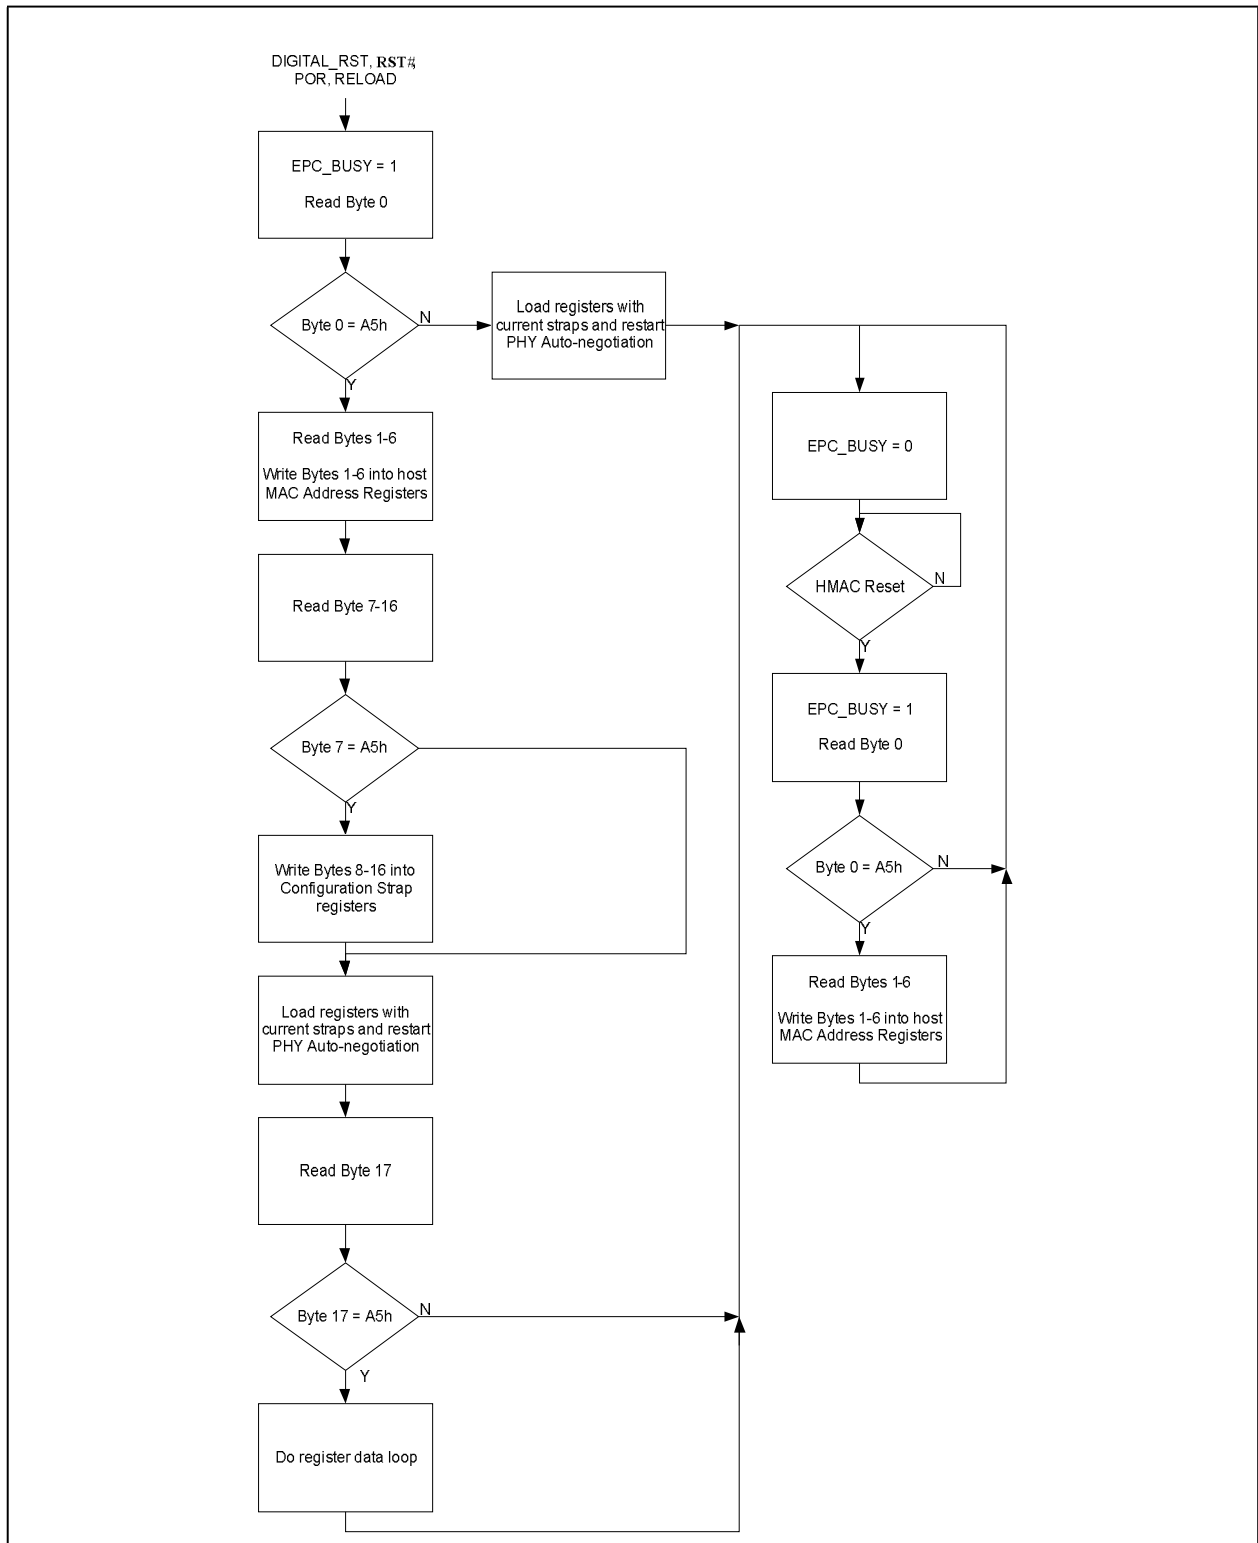 DIGITAL_RST, RST#,
POR, RELOAD
EPC_BUSY = 1
Read Byte 0
Byte 0 = A5h
N
Y
Load registers with
current straps and restart
PHY Auto-negotiation
Read Bytes 1-6
Write Bytes 1-6 into host
MAC Address Registers
Read Byte 7-16
Byte 7 = A5h
Y
Write Bytes 8-16 into
Configuration Strap
registers
Load registers with
current straps and restart
PHY Auto-negotiation
Read Byte 17
Byte 17 = A5h
N
Y
Do register data loop
EPC_BUSY = 0
HMAC Reset
N
Y
EPC_BUSY = 1
Read Byte 0
Byte 0 = A5h
N
Y
Read Bytes 1-6
Write Bytes 1-6 into host
MAC Address Registers